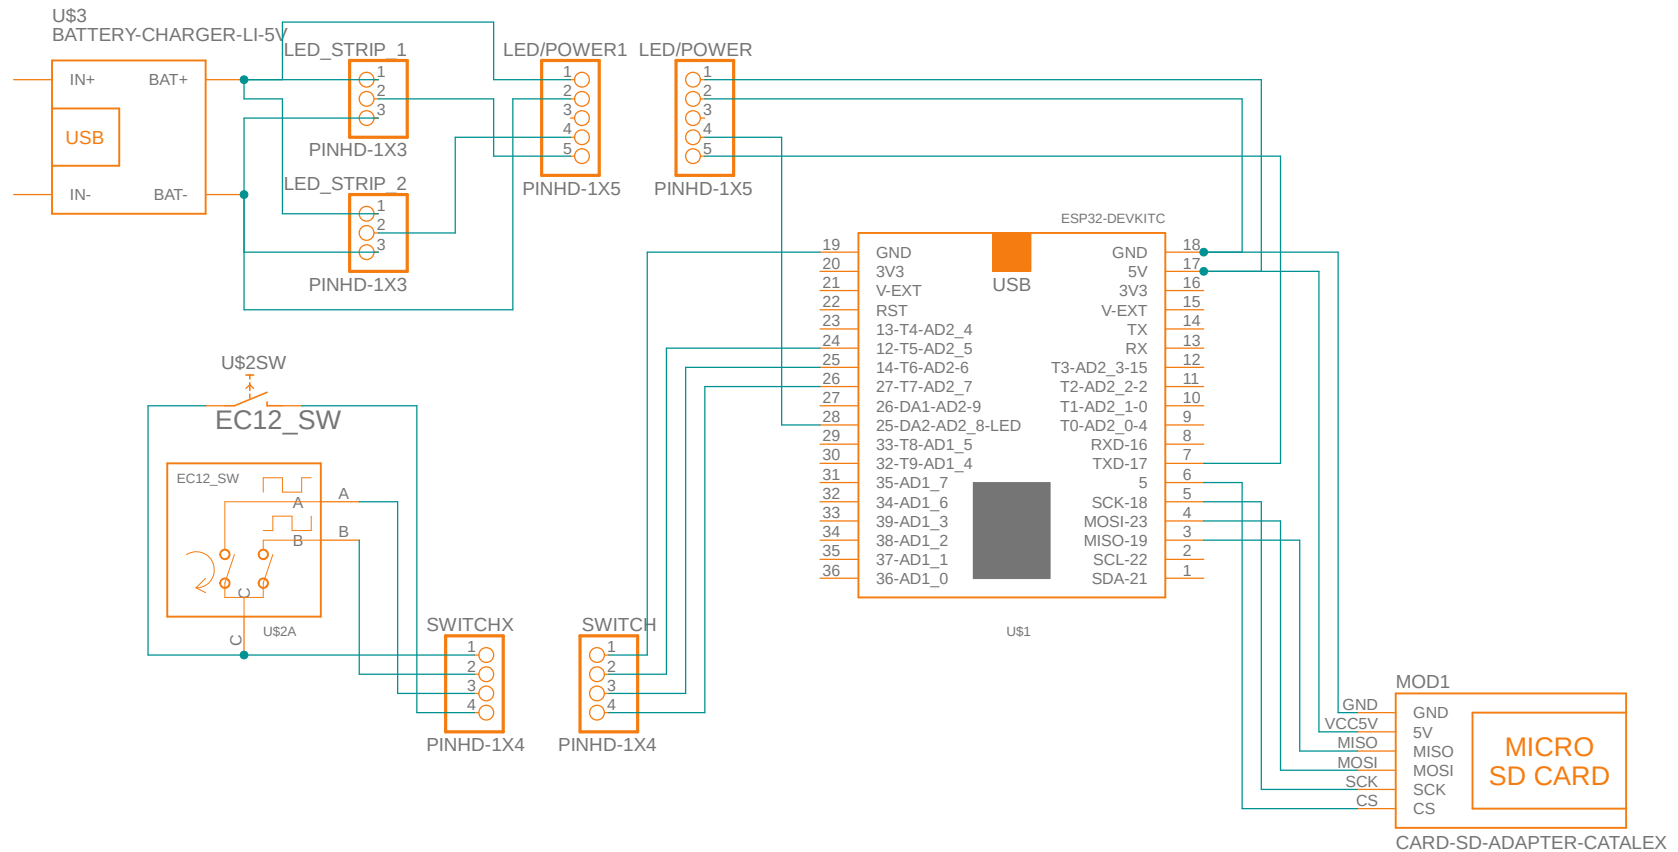 U$3
BATTERY-CHARGER-LI-5V
IN+ BAT+
USB
IN- BAT-
LED_STRIP_1
1
2
3
PINHD-1X3
LED_STRIP_2
1
2
3
PINHD-1X3
LED/POWER1
1
2
3
4
5
PINHD-1X5
LED/POWER
1
2
3
4
5
PINHD-1X5
U$2SW
EC12_SW
EC12_SW
A A
B B
C
C
U$2A
SWITCHX
1
2
3
4
PINHD-1X4
SWITCH
1
2
3
4
PINHD-1X4
ESP32-DEVKITC
USB
19 GND GND 18
20 3V3 5V 17
21 V-EXT 3V3 16
22 RST V-EXT 15
23 13-T4-AD2_4 TX 14
24 12-T5-AD2_5 RX 13
25 14-T6-AD2-6 T3-AD2_3-15 12
26 27-T7-AD2_7 T2-AD2_2-2 11
27 26-DA1-AD2-9 T1-AD2_1-0 10
28 25-DA2-AD2_8-LED T0-AD2_0-4 9
29 33-T8-AD1_5 RXD-16 8
30 32-T9-AD1_4 TXD-17 7
31 35-AD1_7 5 6
32 34-AD1_6 SCK-18 5
33 39-AD1_3 MOSI-23 4
34 38-AD1_2 MISO-19 3
35 37-AD1_1 SCL-22 2
36 36-AD1_0 SDA-21 1
U$1
MOD1
GND GND
VCC5V 5V
MISO MISO
MOSI MOSI
SCK SCK
CS CS
MICRO
SD CARD
CARD-SD-ADAPTER-CATALEX